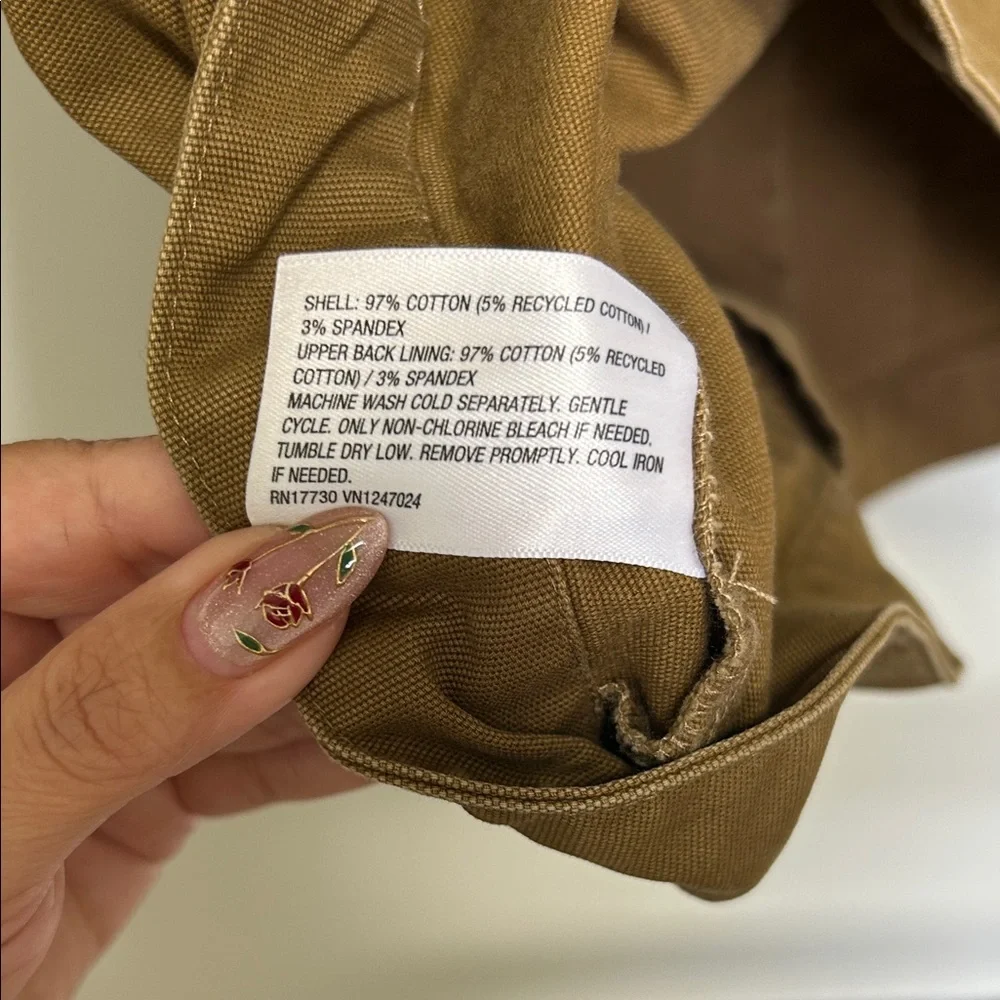 SHELL: 97% COTTON (5% RECYCLED COTTON) /
3% SPANDEX
UPPER BACK LINING: 97% COTTON (5% RECYCLED
COTTON) / 3% SPANDEX
MACHINE WASH COLD SEPARATELY. GENTLE
CYCLE. ONLY NON-CHLORINE BLEACH IF NEEDED.
TUMBLE DRY LOW. REMOVE PROMPTLY. COOL IRON
IF NEEDED.
RN17730 VN1247024